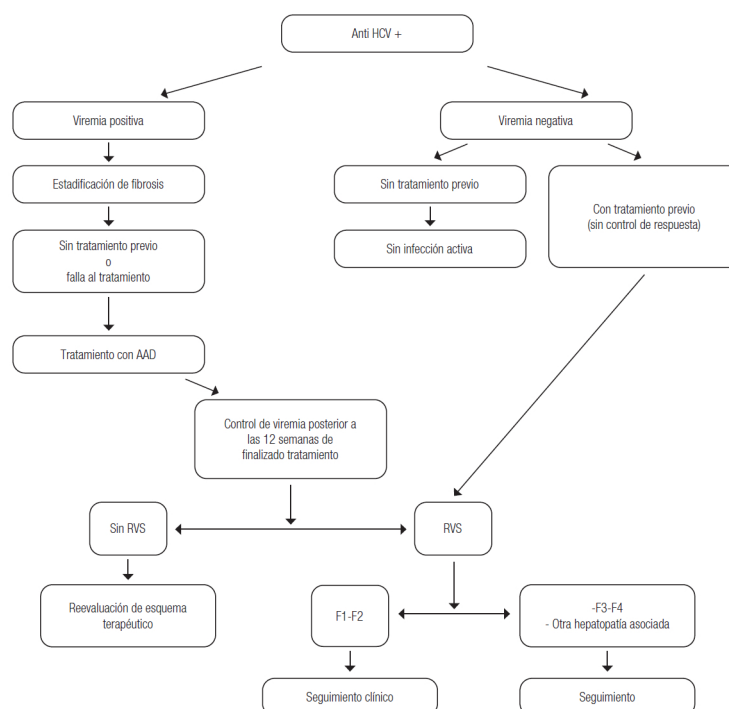 Anti HCV +
Viremia positiva
Viremia negativa
Estadificación de fibrosis
Sin tratamiento previo
Con tratamiento previo
(sin control de respuesta)
Sin tratamiento previo
o
falla al tratamiento
Sin infección activa
Tratamiento con AAD
Control de viremia posterior a
las 12 semanas de
finalizado tratamiento
Sin RVS
RVS
Reevaluación de esquema
terapéutico
F1-F2
-F3-F4
- Otra hepatopatía asociada
Seguimiento clínico
Seguimiento